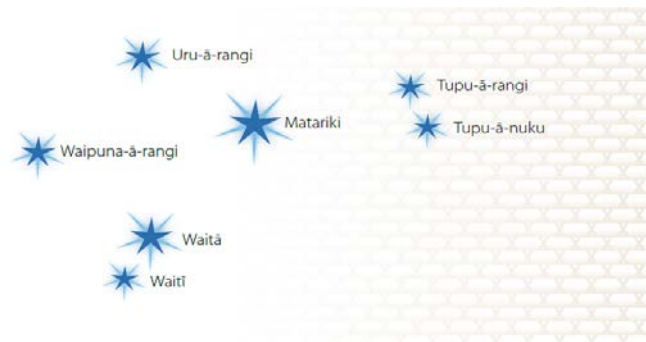 Uru-ā-rangi
Tupu-ā-rangi
Matariki
Tupu-ā-nuku
Waipuna-ā-rangi
Waitā
Waitī